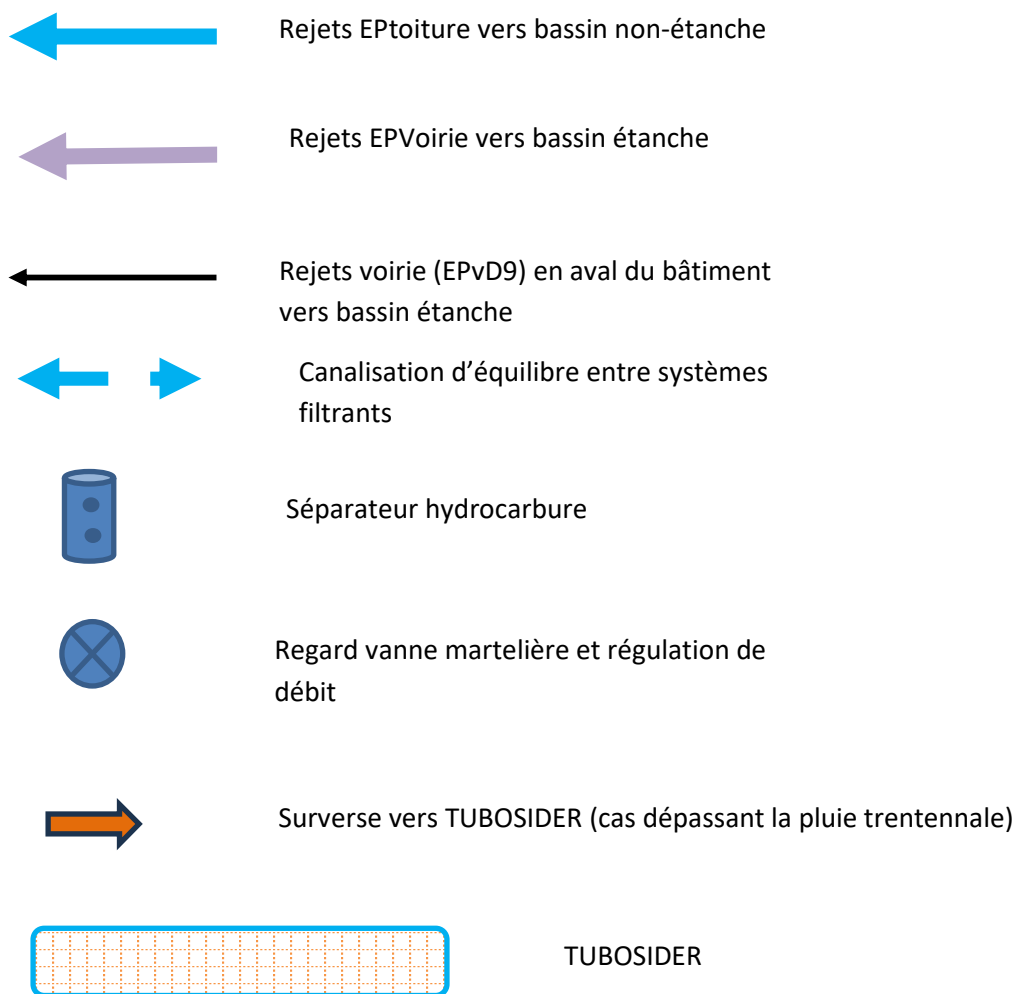 Rejets EPtoiture vers bassin non-étanche
Rejets EPVoirie vers bassin étanche
Rejets voirie (EPvD9) en aval du bâtiment
vers bassin étanche
Canalisation d’équilibre entre systèmes
filtrants
Séparateur hydrocarbure
Regard vanne martelière et régulation de
débit
Surverse vers TUBOSIDER (cas dépassant la pluie trentennale)
TUBOSIDER